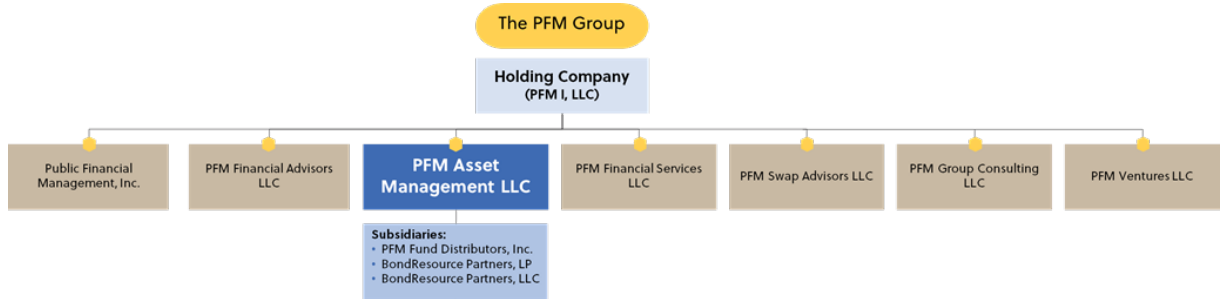 The PFM Group
Holding Company
(PFM I, LLC)
Public Financial
Management, Inc.
PFM Financial Advisors
LLC
PFM Asset
Management LLC
PFM Financial Services
LLC
PFM Swap Advisors LLC
PFM Group Consulting
LLC
PFM Ventures LLC
Subsidiaries:
• PFM Fund Distributors, Inc.
• BondResource Partners, LP
• BondResource Partners, LLC